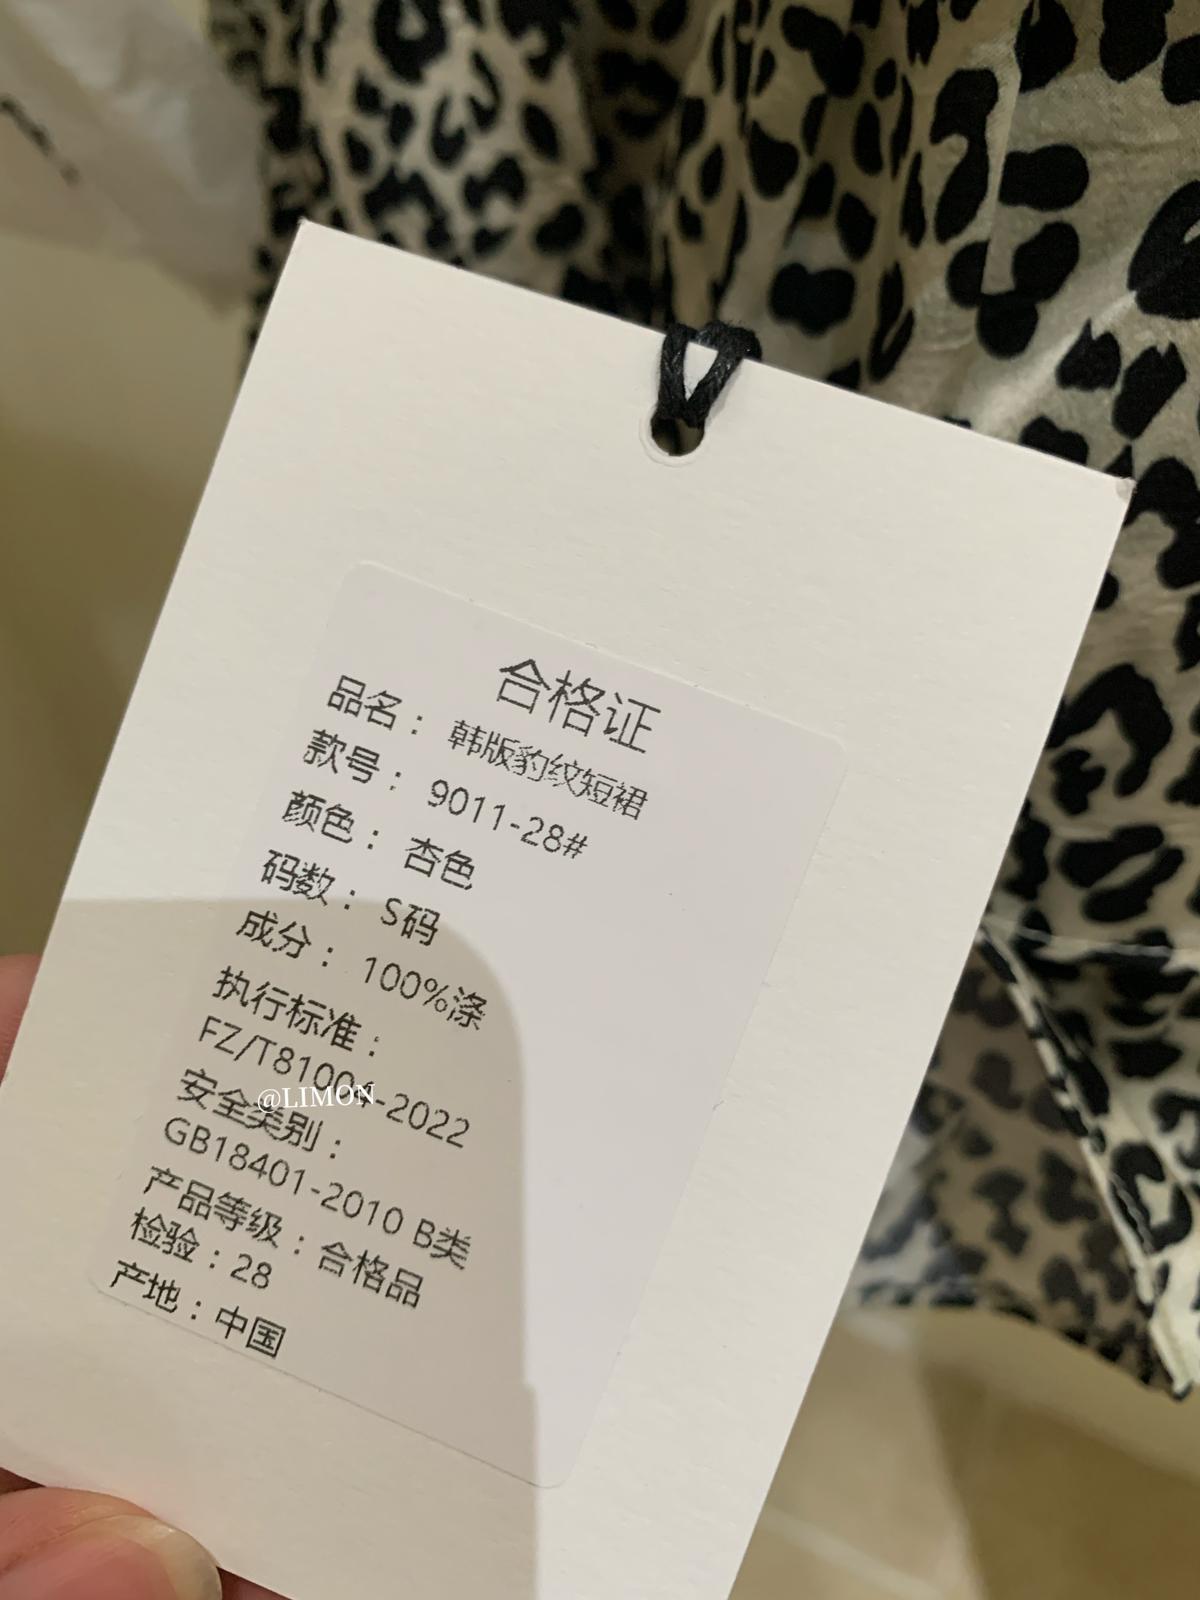 合格证
品名：韩版豹纹短裙
款号：9011-28#
颜色：杏色
码数：S码
成分：100%涤
执行标准：
FZ/T81004-2022
安全类别：
GB18401-2010 B类
产品等级：合格品
检验：28
产地：中国
@LIMON